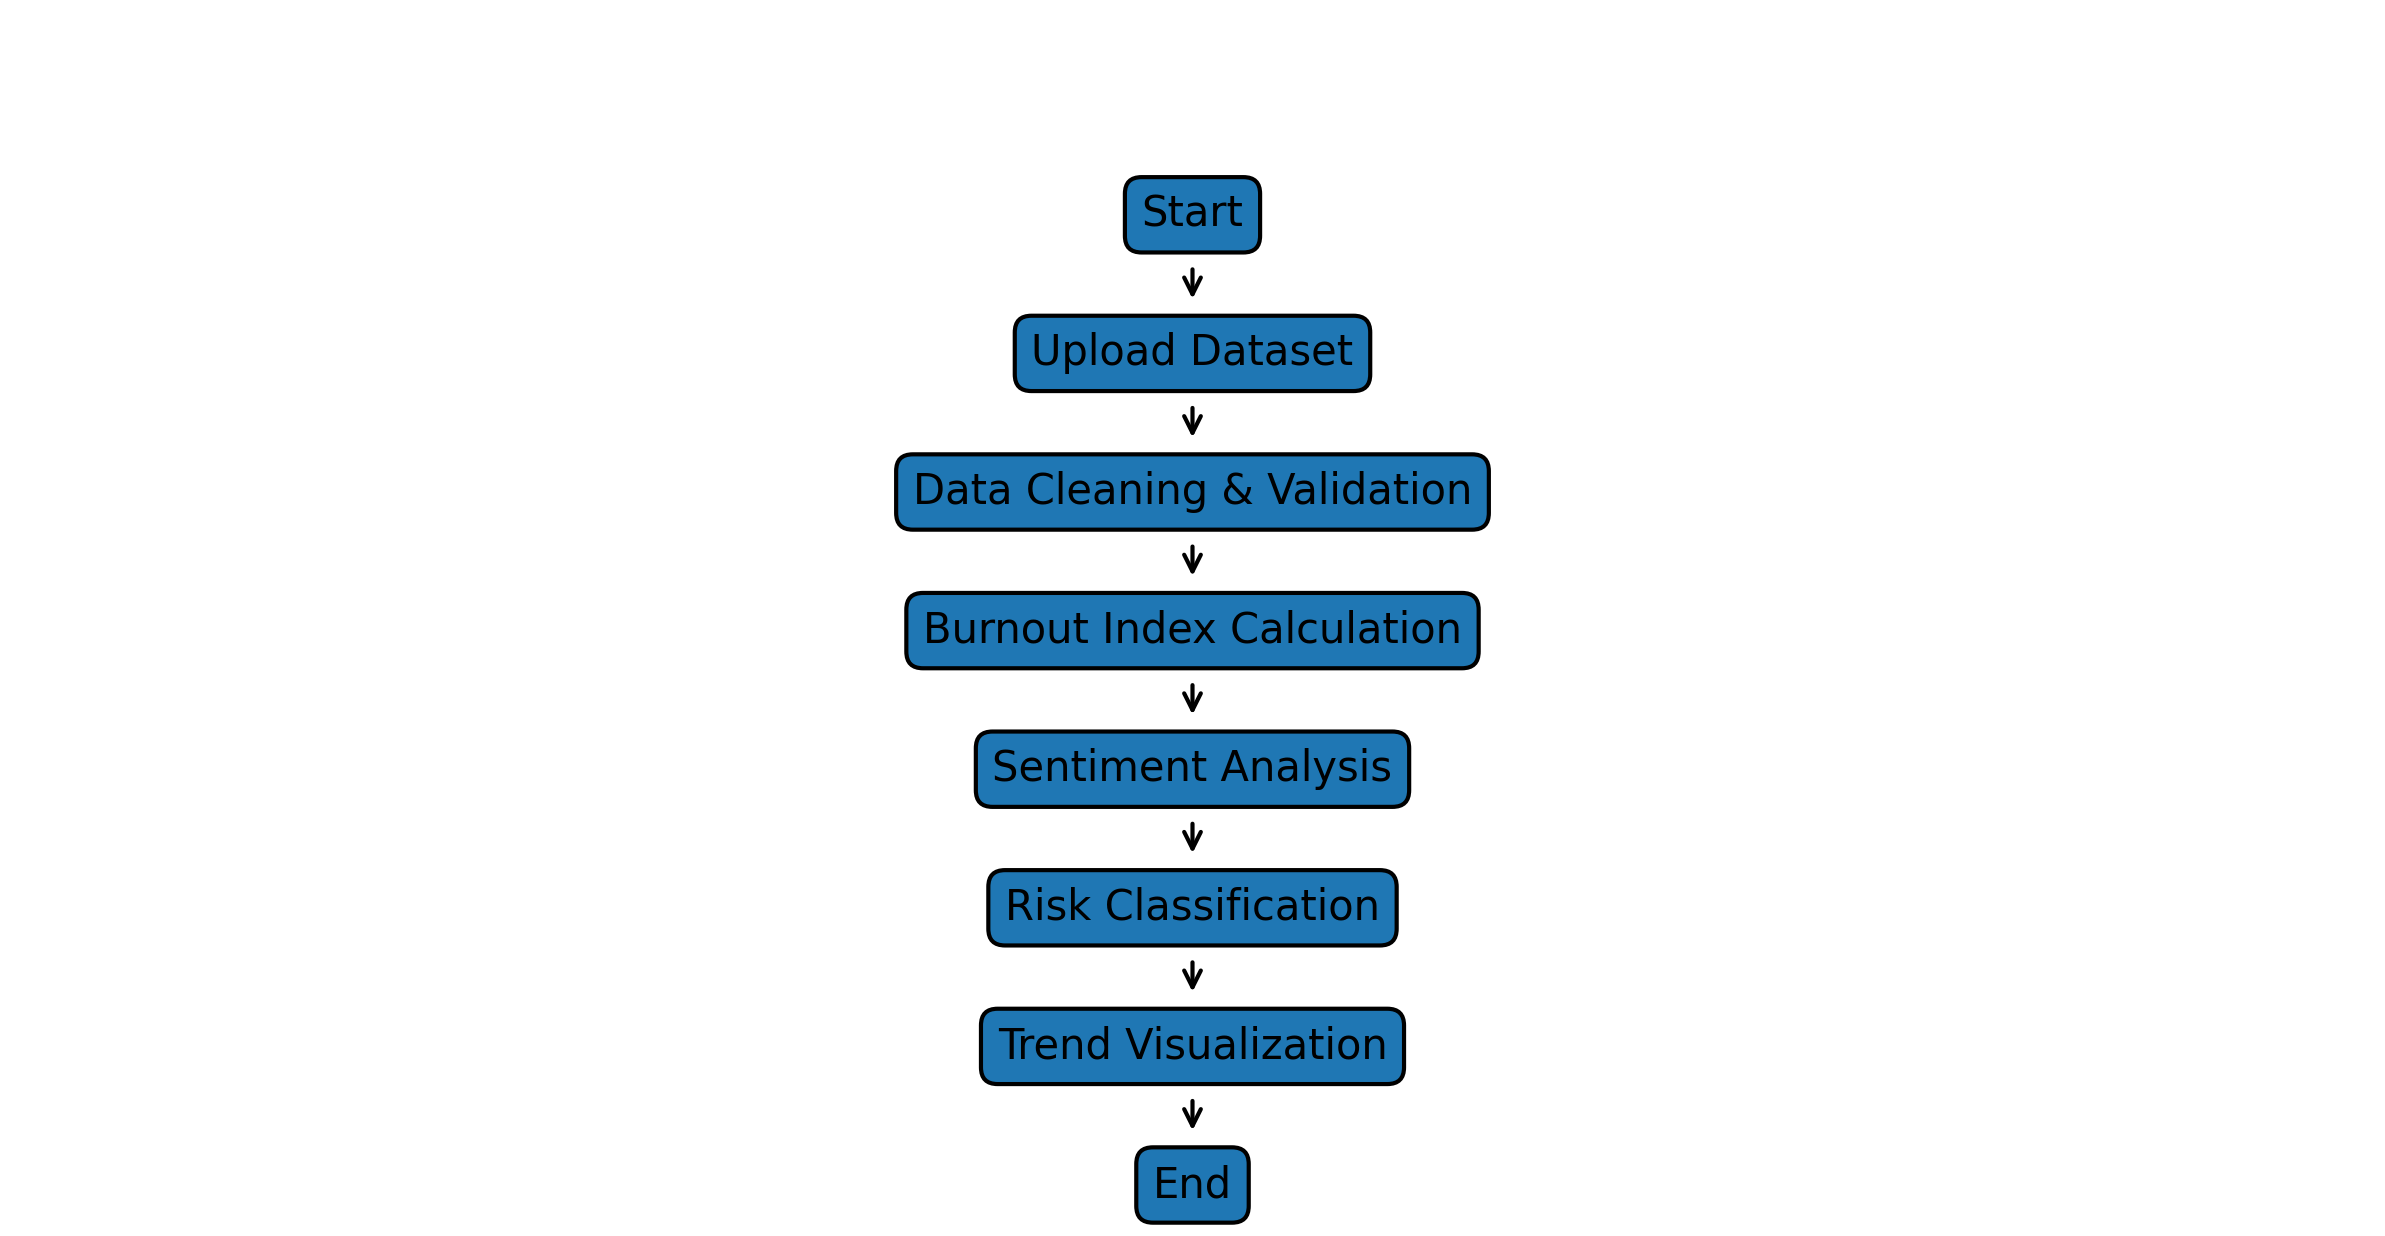 Start
Upload Dataset
Data Cleaning & Validation
Burnout Index Calculation
Sentiment Analysis
Risk Classification
Trend Visualization
End